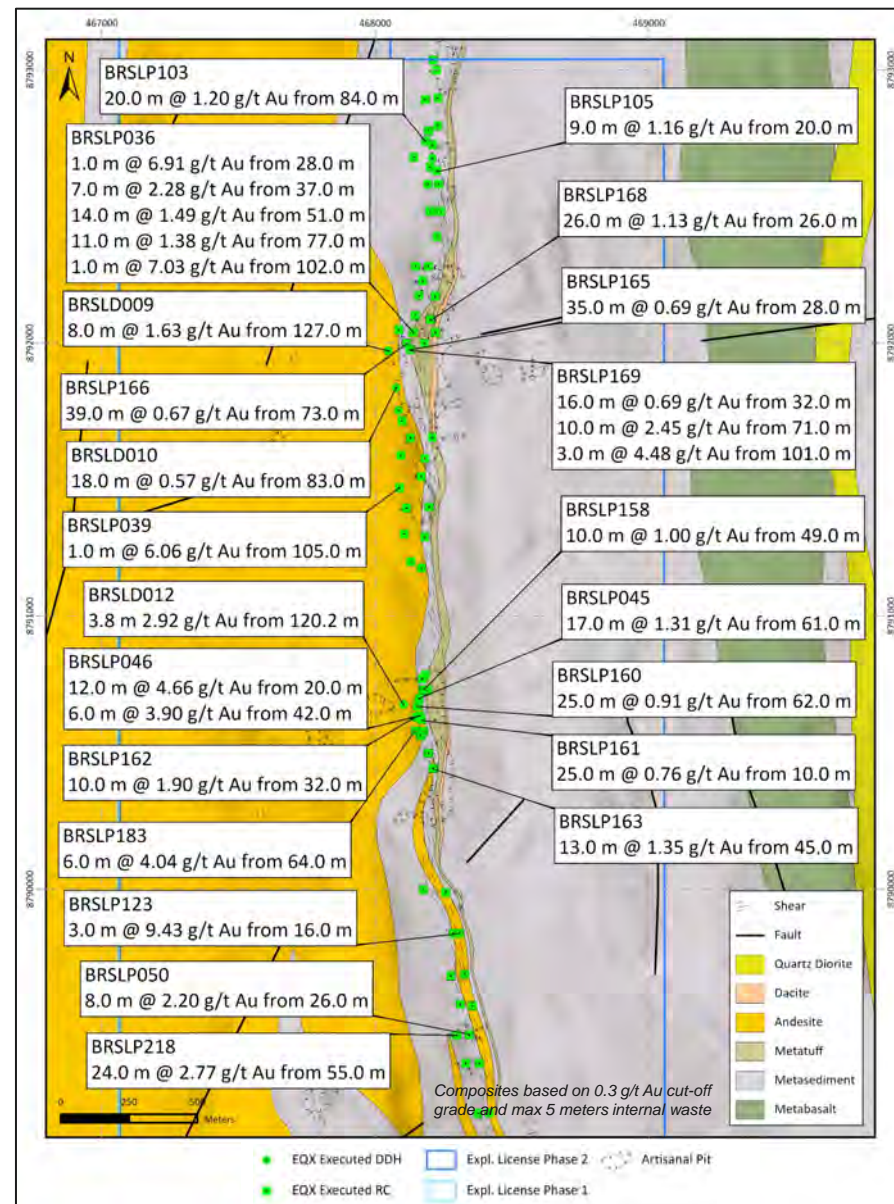 467000
468000
469000
8793000
8793000
N
BRSLP103
20.0 m @ 1.20 g/t Au from 84.0 m
BRSLP105
9.0 m @ 1.16 g/t Au from 20.0 m
BRSLP036
1.0 m @ 6.91 g/t Au from 28.0 m
7.0 m @ 2.28 g/t Au from 37.0 m
14.0 m @ 1.49 g/t Au from 51.0 m
11.0 m @ 1.38 g/t Au from 77.0 m
1.0 m @ 7.03 g/t Au from 102.0 m
BRSLP168
26.0 m @ 1.13 g/t Au from 26.0 m
BRSLP165
35.0 m @ 0.69 g/t Au from 28.0 m
BRSLD009
8.0 m @ 1.63 g/t Au from 127.0 m
8792000
8792000
BRSLP166
39.0 m @ 0.67 g/t Au from 73.0 m
BRSLP169
16.0 m @ 0.69 g/t Au from 32.0 m
10.0 m @ 2.45 g/t Au from 71.0 m
3.0 m @ 4.48 g/t Au from 101.0 m
BRSLD010
18.0 m @ 0.57 g/t Au from 83.0 m
BRSLP039
1.0 m @ 6.06 g/t Au from 105.0 m
BRSLP158
10.0 m @ 1.00 g/t Au from 49.0 m
8791000
8791000
BRSLD012
3.8 m 2.92 g/t Au from 120.2 m
BRSLP045
17.0 m @ 1.31 g/t Au from 61.0 m
BRSLP046
12.0 m @ 4.66 g/t Au from 20.0 m
6.0 m @ 3.90 g/t Au from 42.0 m
BRSLP160
25.0 m @ 0.91 g/t Au from 62.0 m
BRSLP161
25.0 m @ 0.76 g/t Au from 10.0 m
BRSLP162
10.0 m @ 1.90 g/t Au from 32.0 m
BRSLP163
13.0 m @ 1.35 g/t Au from 45.0 m
BRSLP183
6.0 m @ 4.04 g/t Au from 64.0 m
8790000
8790000
BRSLP123
3.0 m @ 9.43 g/t Au from 16.0 m
BRSLP050
8.0 m @ 2.20 g/t Au from 26.0 m
BRSLP218
24.0 m @ 2.77 g/t Au from 55.0 m
Shear
Fault
Quartz Diorite
Dacite
Andesite
Metatuff
Metasediment
Metabasalt
0 250 500
Meters
Composites based on 0.3 g/t Au cut-off
grade and max 5 meters internal waste
EQX Executed DDH
Expl. License Phase 2
Artisanal Pit
EQX Executed RC
Expl. License Phase 1